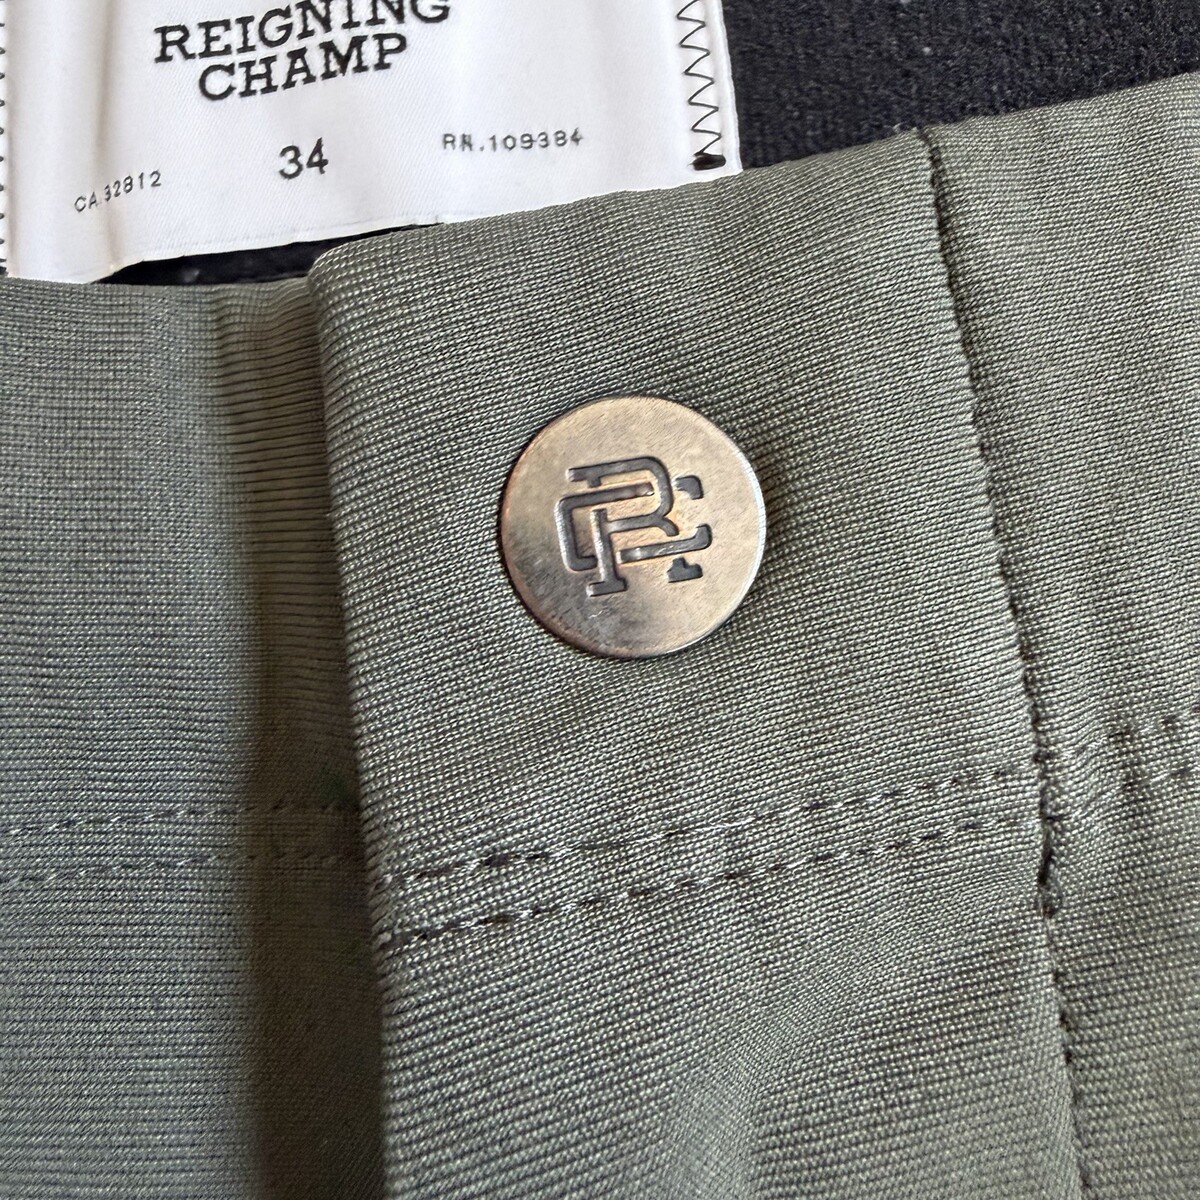 REIGNING
CHAMP
34
RN.109384
CA.32812
RC